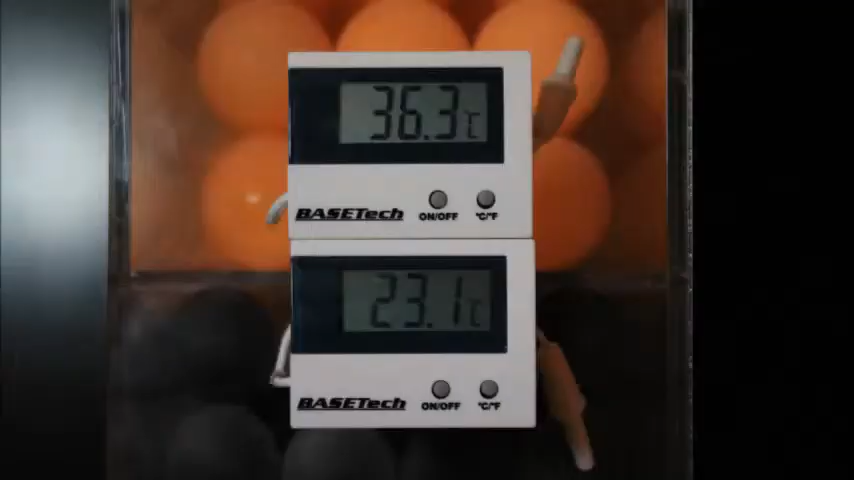 36.3℃
BASETech
ON/OFF
°C/°F
23.1℃
BASETech
ON/OFF
°C/°F